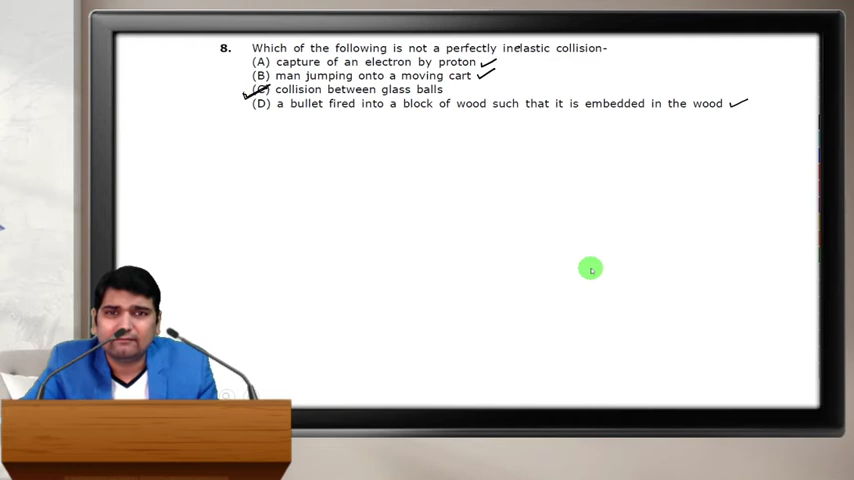 8. Which of the following is not a perfectly inelastic collision-
(A) capture of an electron by proton
(B) man jumping onto a moving cart
(C) collision between glass balls
(D) a bullet fired into a block of wood such that it is embedded in the wood